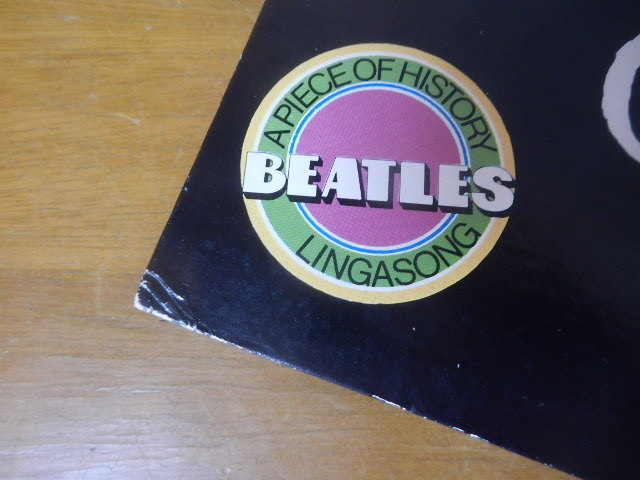 A PIECE OF HISTORY
BEATLES
LINGASONG